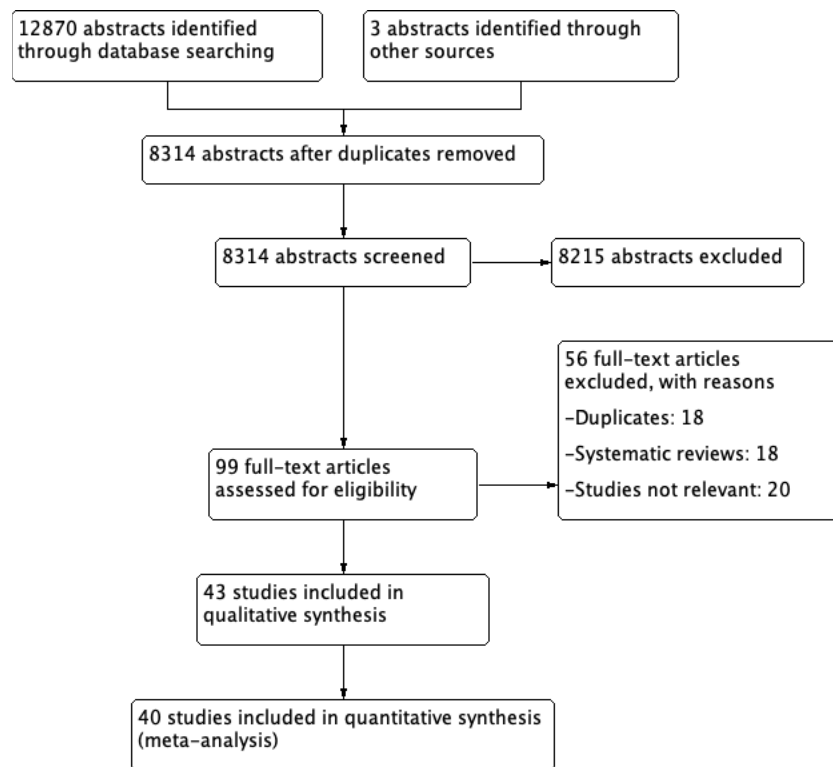 12870 abstracts identified
through database searching
3 abstracts identified through
other sources
8314 abstracts after duplicates removed
8314 abstracts screened
8215 abstracts excluded
56 full-text articles
excluded, with reasons
-Duplicates: 18
-Systematic reviews: 18
-Studies not relevant: 20
99 full-text articles
assessed for eligibility
43 studies included in
qualitative synthesis
40 studies included in quantitative synthesis
(meta-analysis)